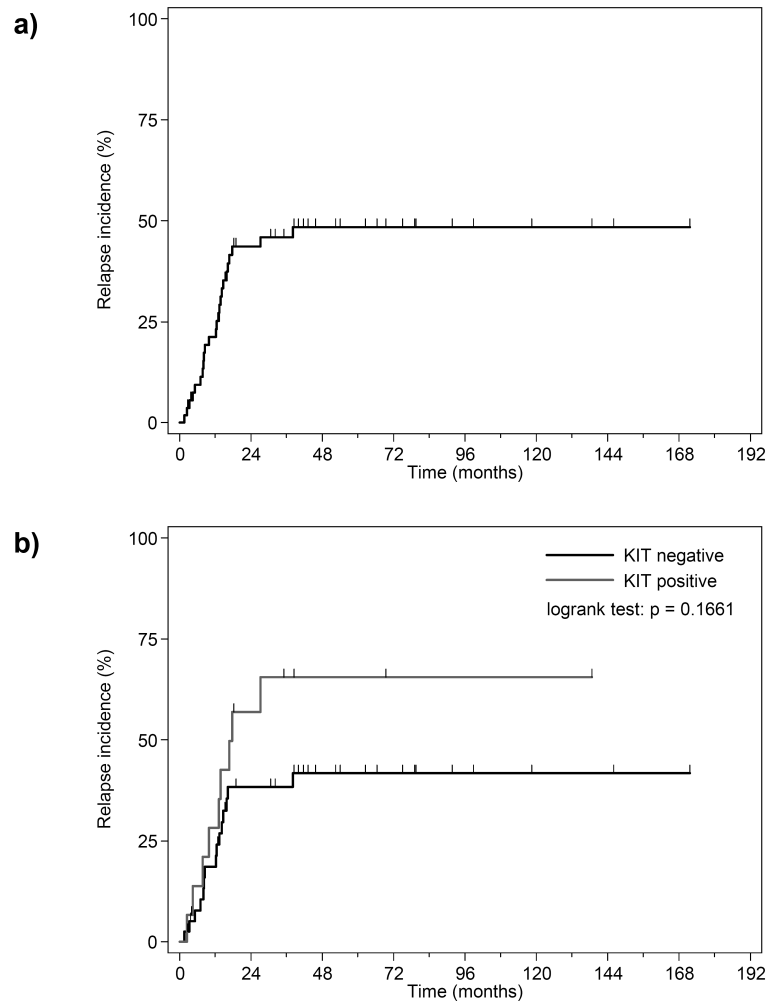 a)
100
75
50
25
0
Relapse incidence (%)
0 24 48 72 96 120 144 168 192
Time (months)
b)
100
75
50
25
0
Relapse incidence (%)
KIT negative
KIT positive
logrank test: p = 0.1661
0 24 48 72 96 120 144 168 192
Time (months)